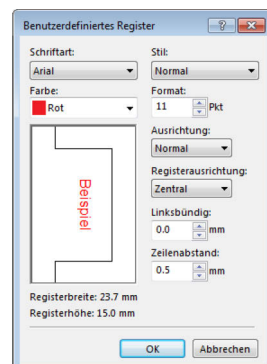 Benutzerdefiniertes Register
Schriftart:
Stil:
Arial
Normal
Farbe:
Format:
Rot
11 Pkt
Beispiel
Ausrichtung:
Normal
Registerausrichtung:
Zentral
Linksbündig:
0.0 mm
Zeilenabstand:
0.5 mm
Registerbreite: 23.7 mm
Registerhöhe: 15.0 mm
OK
Abbrechen